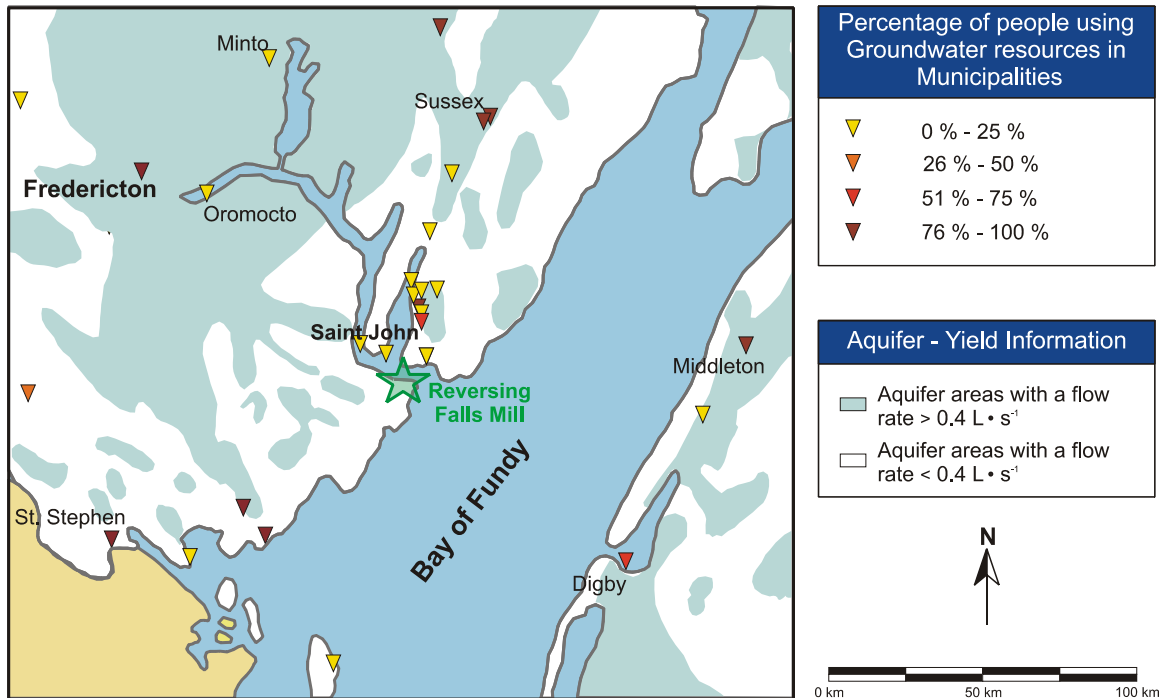 Minto
Sussex
Fredericton
Oromocto
Saint John
Reversing
Falls Mill
Middleton
Bay of Fundy
St. Stephen
Digby
Percentage of people using
Groundwater resources in
Municipalities
0 % - 25 %
26 % - 50 %
51 % - 75 %
76 % - 100 %
Aquifer - Yield Information
Aquifer areas with a flow
rate > 0.4 L • s⁻¹
Aquifer areas with a flow
rate < 0.4 L • s⁻¹
N
0 km 50 km 100 km